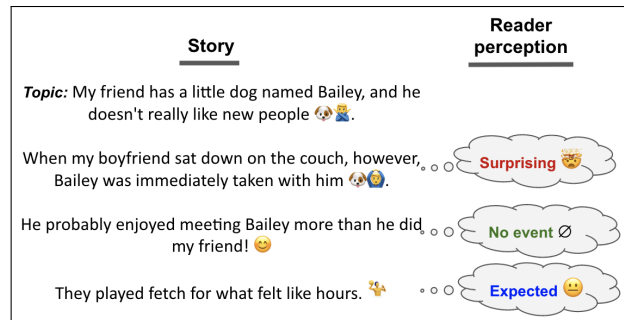 Story
Reader
perception
Topic: My friend has a little dog named Bailey, and he
doesn't really like new people 🐶🙅‍♂️.
When my boyfriend sat down on the couch, however,
Bailey was immediately taken with him 🐶🙆‍♂️.
Surprising 🤯
He probably enjoyed meeting Bailey more than he did
my friend! 😊
No event ∅
They played fetch for what felt like hours. 🤾
Expected 😐